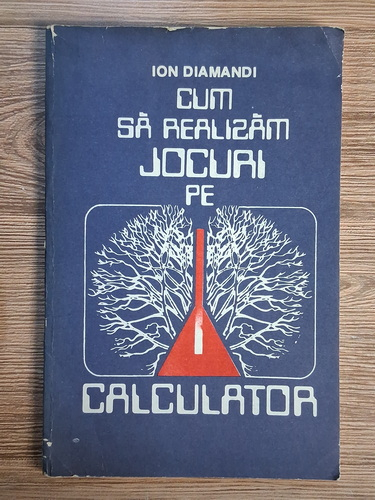 ION DIAMANDI
CUM
SĂ REALIZĂM
JOCURI
PE
CALCULATOR